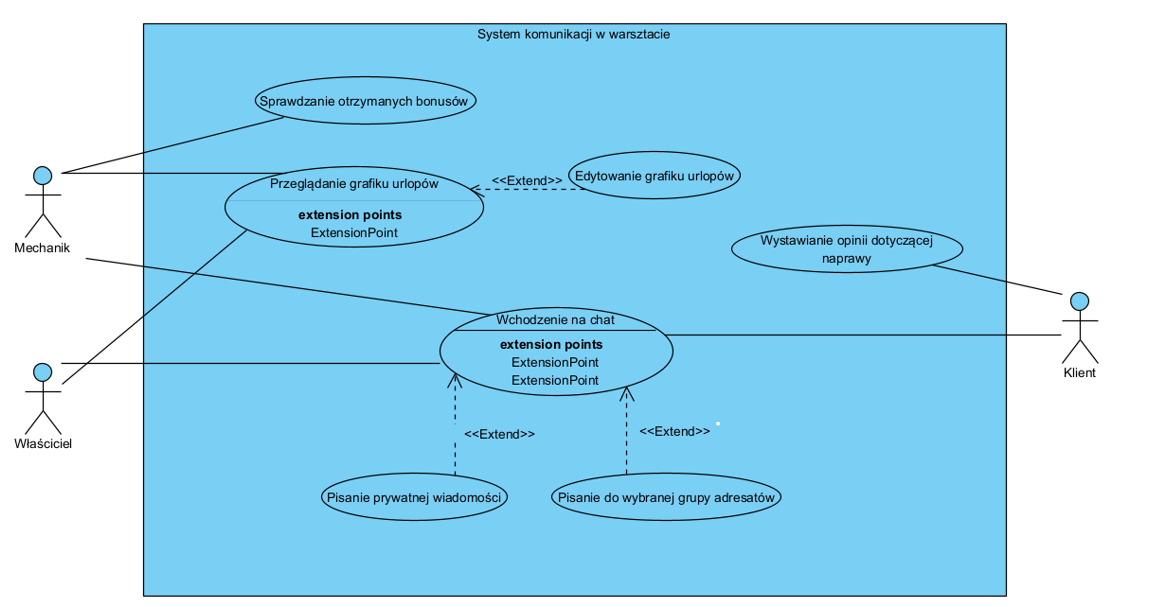 System komunikacji w warsztacie
Sprawdzanie otrzymanych bonusów
Przeglądanie grafiku urlopów
extension points
ExtensionPoint
<<Extend>>
Edytowanie grafiku urlopów
Mechanik
Wystawianie opinii dotyczącej
naprawy
Wchodzenie na chat
extension points
ExtensionPoint
ExtensionPoint
Klient
Właściciel
<<Extend>>
<<Extend>>
Pisanie prywatnej wiadomości
Pisanie do wybranej grupy adresatów